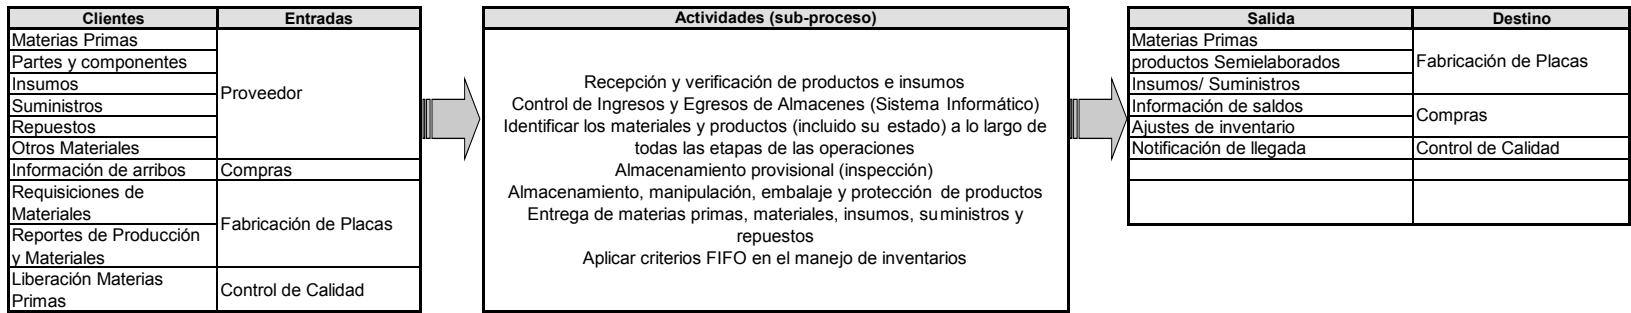 Clientes
Entradas
Materias Primas
Partes y componentes
Insumos
Suministros
Repuestos
Otros Materiales
Proveedor
Información de arribos
Compras
Requisiciones de
Materiales
Reportes de Producción
y Materiales
Fabricación de Placas
Liberación Materias
Primas
Control de Calidad
Actividades (sub-proceso)
Recepción y verificación de productos e insumos
Control de Ingresos y Egresos de Almacenes (Sistema Informático)
Identificar los materiales y productos (incluido su estado) a lo largo de
todas las etapas de las operaciones
Almacenamiento provisional (inspección)
Almacenamiento, manipulación, embalaje y protección de productos
Entrega de materias primas, materiales, insumos, suministros y
repuestos
Aplicar criterios FIFO en el manejo de inventarios
Salida
Destino
Materias Primas
productos Semielaborados
Insumos/ Suministros
Fabricación de Placas
Información de saldos
Ajustes de inventario
Compras
Notificación de llegada
Control de Calidad